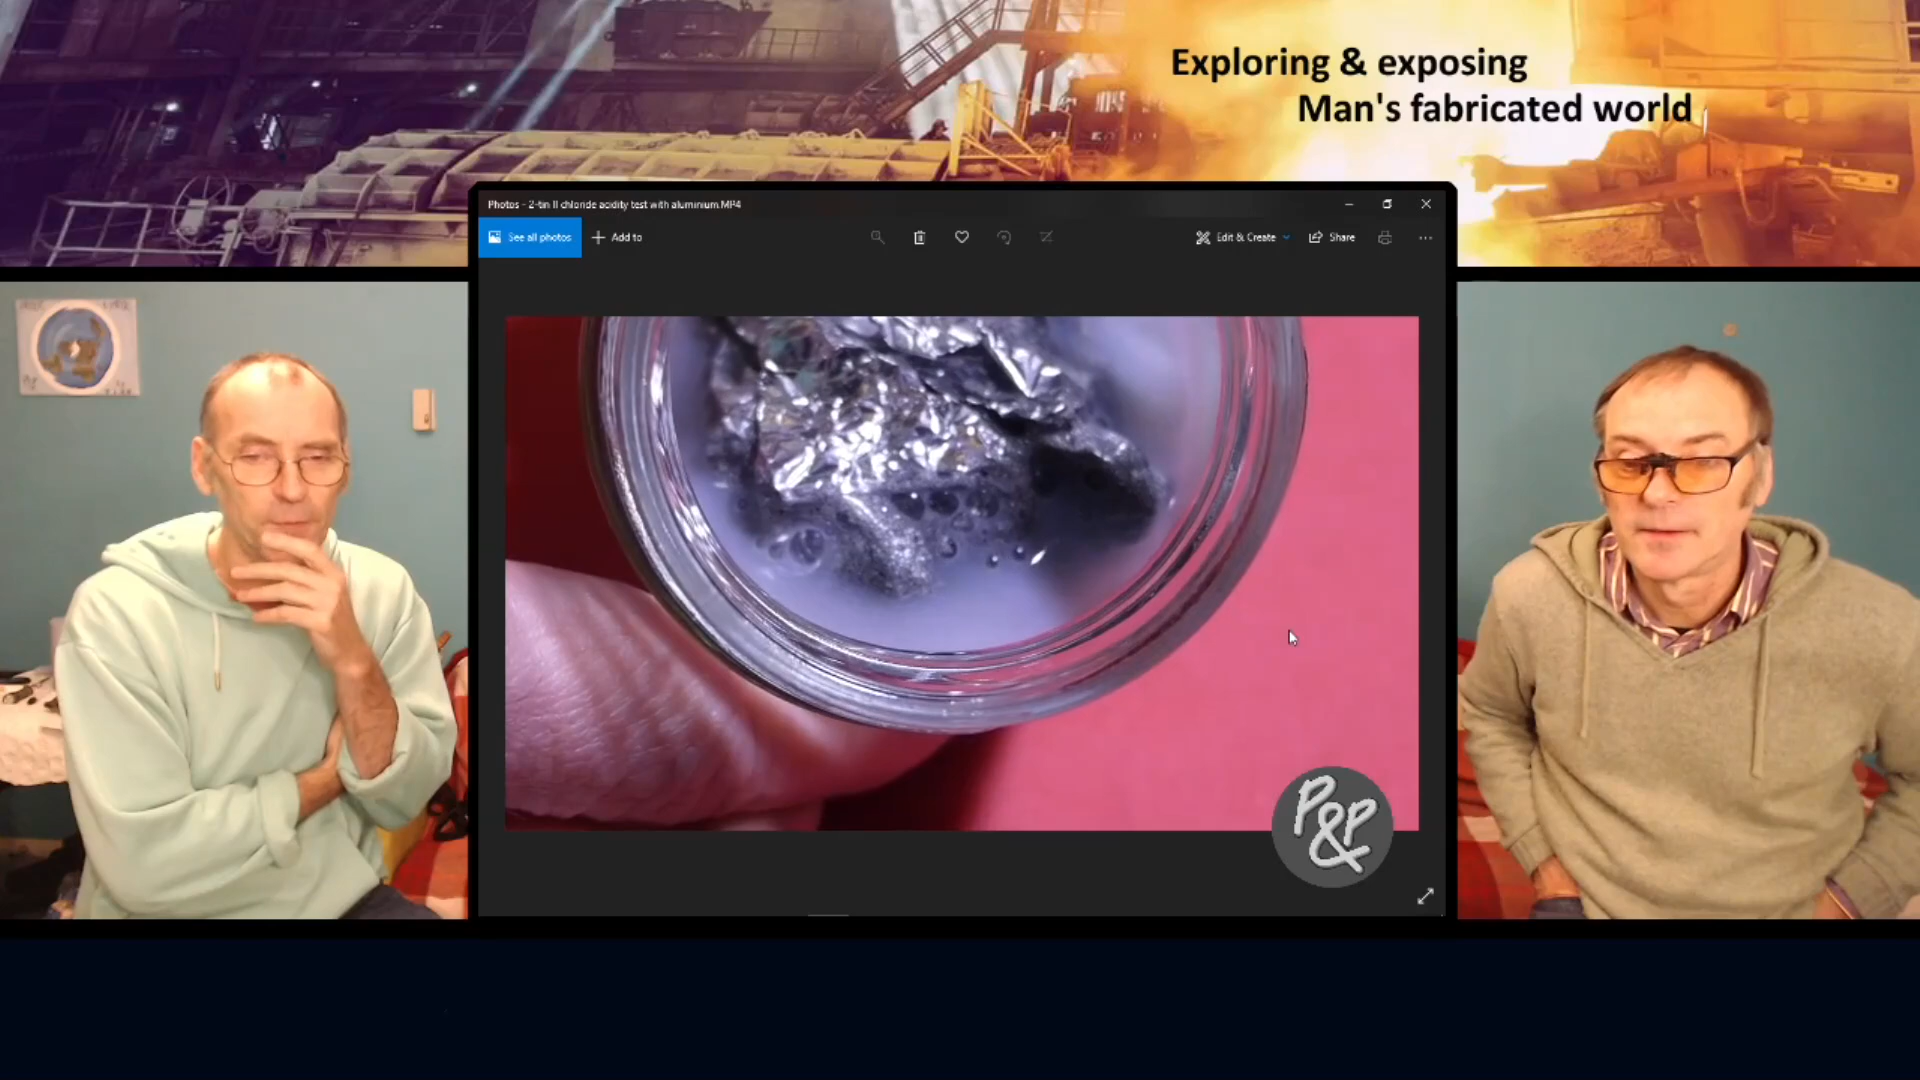 Exploring & exposing
Man's fabricated world
Photos - 2-tin II chloride acidity test with aluminium.MP4
See all photos
Add to
Edit & Create
Share
P&P